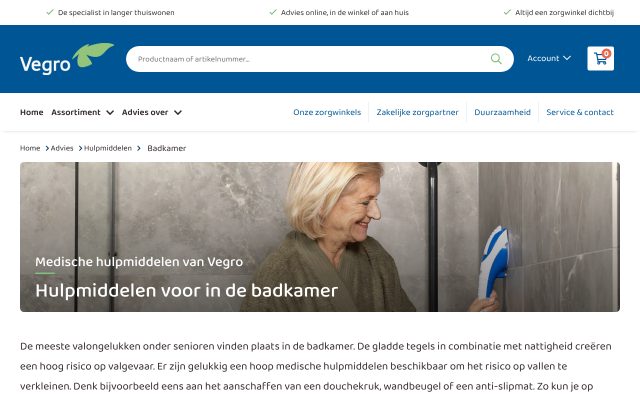 De specialist in langer thuiswonen
Advies online, in de winkel of aan huis
Altijd een zorgwinkel dichtbij
Vegro
Productnaam of artikelnummer...
Account
0
Home
Assortiment
Advies over
Onze zorgwinkels
Zakelijke zorgpartner
Duurzaamheid
Service & contact
Home > Advies > Hulpmiddelen > Badkamer
Medische hulpmiddelen van Vegro
Hulpmiddelen voor in de badkamer
De meeste valongelukken onder senioren vinden plaats in de badkamer. De gladde tegels in combinatie met nattigheid creëren
een hoog risico op valgevaar. Er zijn gelukkig een hoop medische hulpmiddelen beschikbaar om het risico op vallen te
verkleinen. Denk bijvoorbeeld eens aan het aanschaffen van een douchekruk, wandbeugel of een anti-slipmat. Zo kun je op